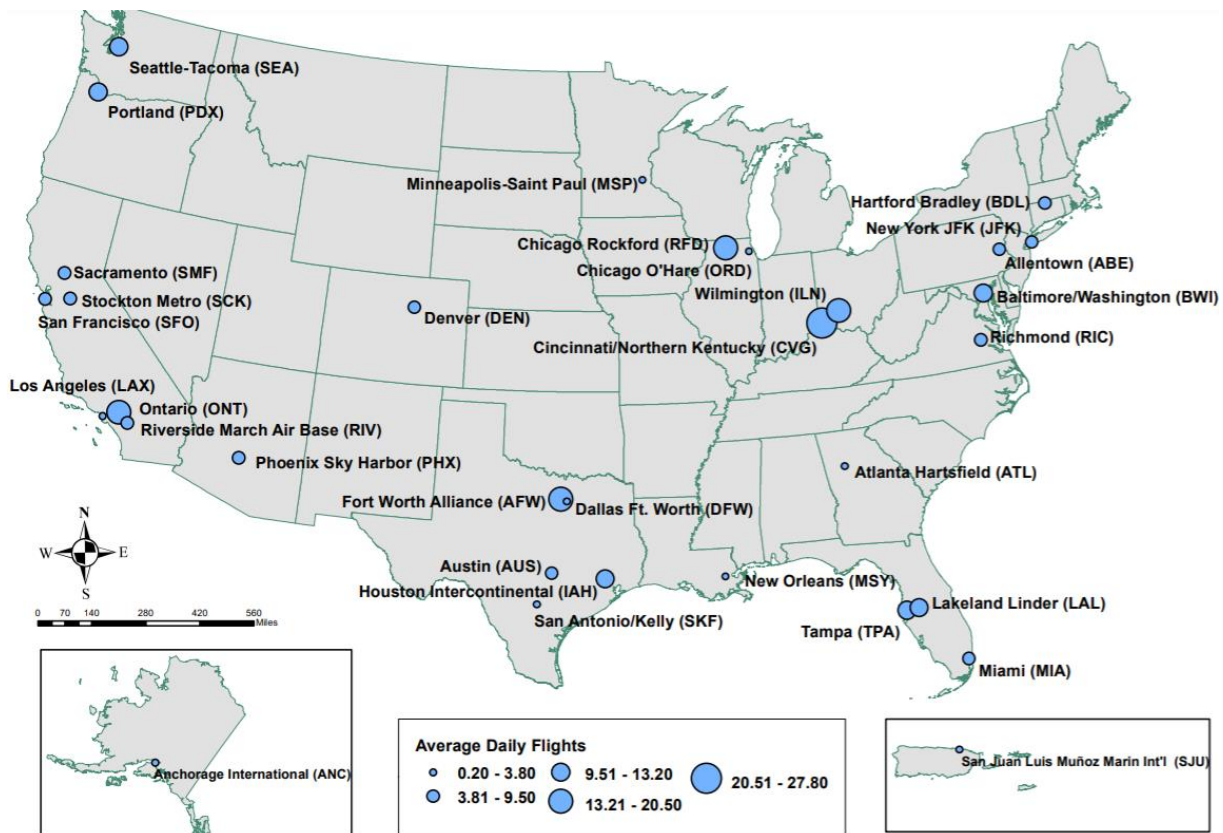 Seattle-Tacoma (SEA)
Portland (PDX)
Minneapolis-Saint Paul (MSP)
Hartford Bradley (BDL)
New York JFK (JFK)
Chicago Rockford (RFD)
Allentown (ABE)
Chicago O'Hare (ORD)
Sacramento (SMF)
Wilmington (ILN)
Baltimore/Washington (BWI)
Stockton Metro (SCK)
San Francisco (SFO)
Denver (DEN)
Richmond (RIC)
Cincinnati/Northern Kentucky (CVG)
Los Angeles (LAX)
Ontario (ONT)
Riverside March Air Base (RIV)
Phoenix Sky Harbor (PHX)
Atlanta Hartsfield (ATL)
Fort Worth Alliance (AFW)
Dallas Ft. Worth (DFW)
N
W E
S
Austin (AUS)
Houston Intercontinental (IAH)
New Orleans (MSY)
San Antonio/Kelly (SKF)
Lakeland Linder (LAL)
Tampa (TPA)
Miami (MIA)
0 70 140 280 420 560
Miles
Anchorage International (ANC)
Average Daily Flights
0.20 - 3.80
3.81 - 9.50
9.51 - 13.20
13.21 - 20.50
20.51 - 27.80
San Juan Luis Muñoz Marin Int'l (SJU)